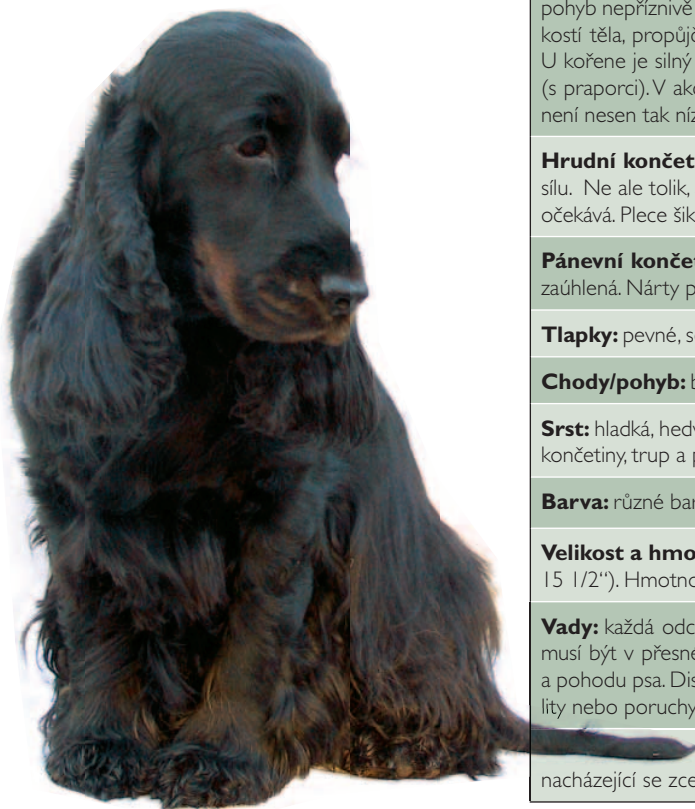 pohyb nepříznivě
kostí těla, propůjč
U kořene je silný
(s praporci). V ako
není nesen tak níz
Hrudní končet
sílu. Ne ale tolik,
očekává. Plece šik
Pánevní končet
zaúhlená. Nárty p
Tlapky: pevné, s
Chody/pohyb: b
Srst: hladká, hedv
končetiny, trup a p
Barva: různé bar
Velikost a hmo
15 1/2“). Hmotno
Vady: každá odc
musí být v přesné
a pohodu psa. Dis
lity nebo poruchy
nacházející se zce